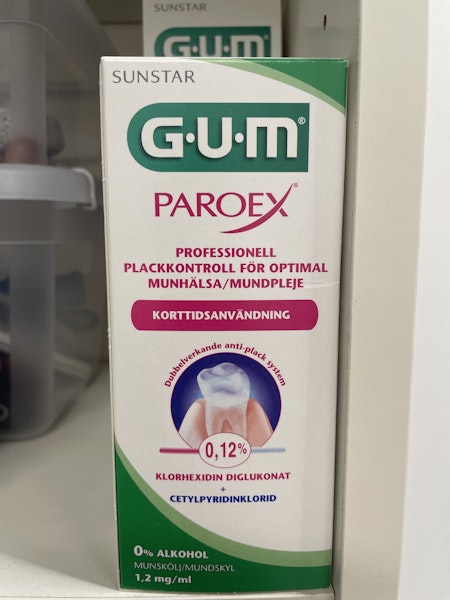 SUNSTAR
G·U·M
SUNSTAR
G·U·M®
PAROEX®
PROFESSIONELL
PLACKKONTROLL FÖR OPTIMAL
MUNHÄLSA/MUNDPLEJE
KORTTIDSANVÄNDNING
Dubbelverkande anti-plack system
0,12%
KLORHEXIDIN DIGLUKONAT
+
CETYLPYRIDINKLORID
0% ALKOHOL
MUNSKÖLJ/MUNDSKYL
1,2 mg/ml